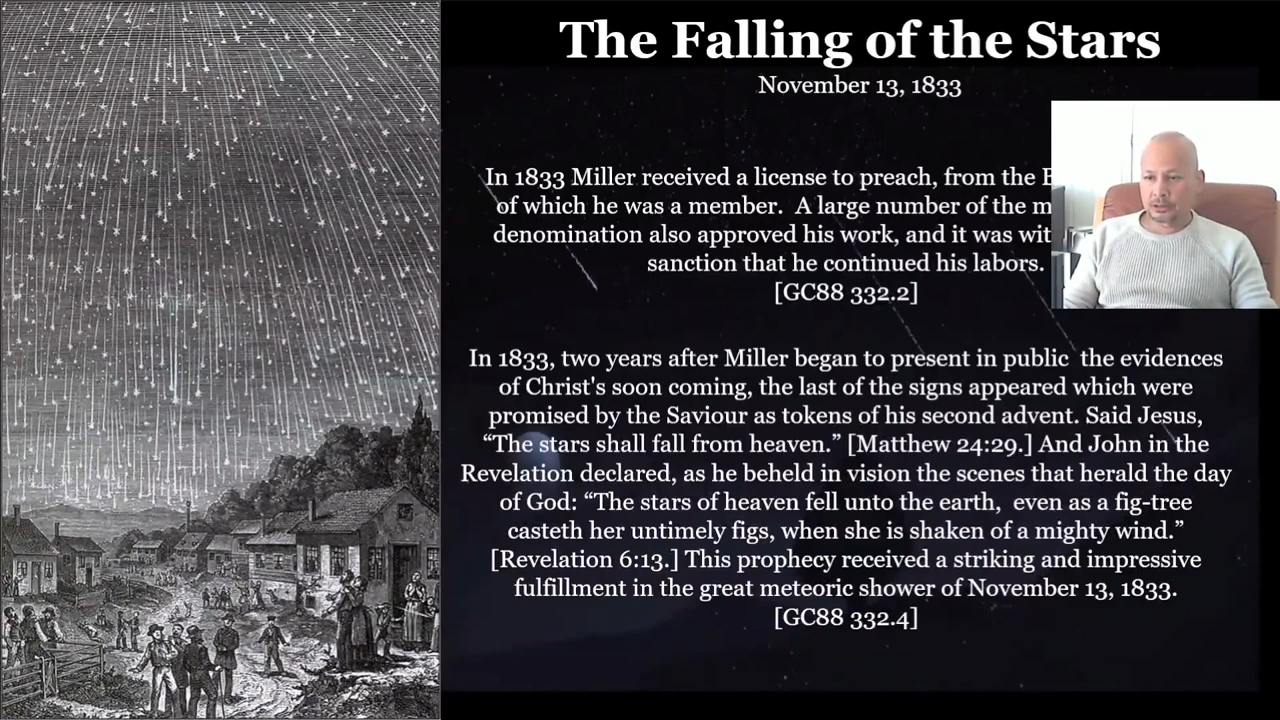 The Falling of the Stars
November 13, 1833
In 1833 Miller received a license to preach, from the
of which he was a member. A large number of the
denomination also approved his work, and it was
sanction that he continued his labors.
[GC88 332.2]
In 1833, two years after Miller began to present in public the evidences
of Christ's soon coming, the last of the signs appeared which were
promised by the Saviour as tokens of his second advent. Said Jesus,
“The stars shall fall from heaven.” [Matthew 24:29.] And John in the
Revelation declared, as he beheld in vision the scenes that herald the day
of God: “The stars of heaven fell unto the earth, even as a fig-tree
casteth her untimely figs, when she is shaken of a mighty wind.”
[Revelation 6:13.] This prophecy received a striking and impressive
fulfillment in the great meteoric shower of November 13, 1833.
[GC88 332.4]